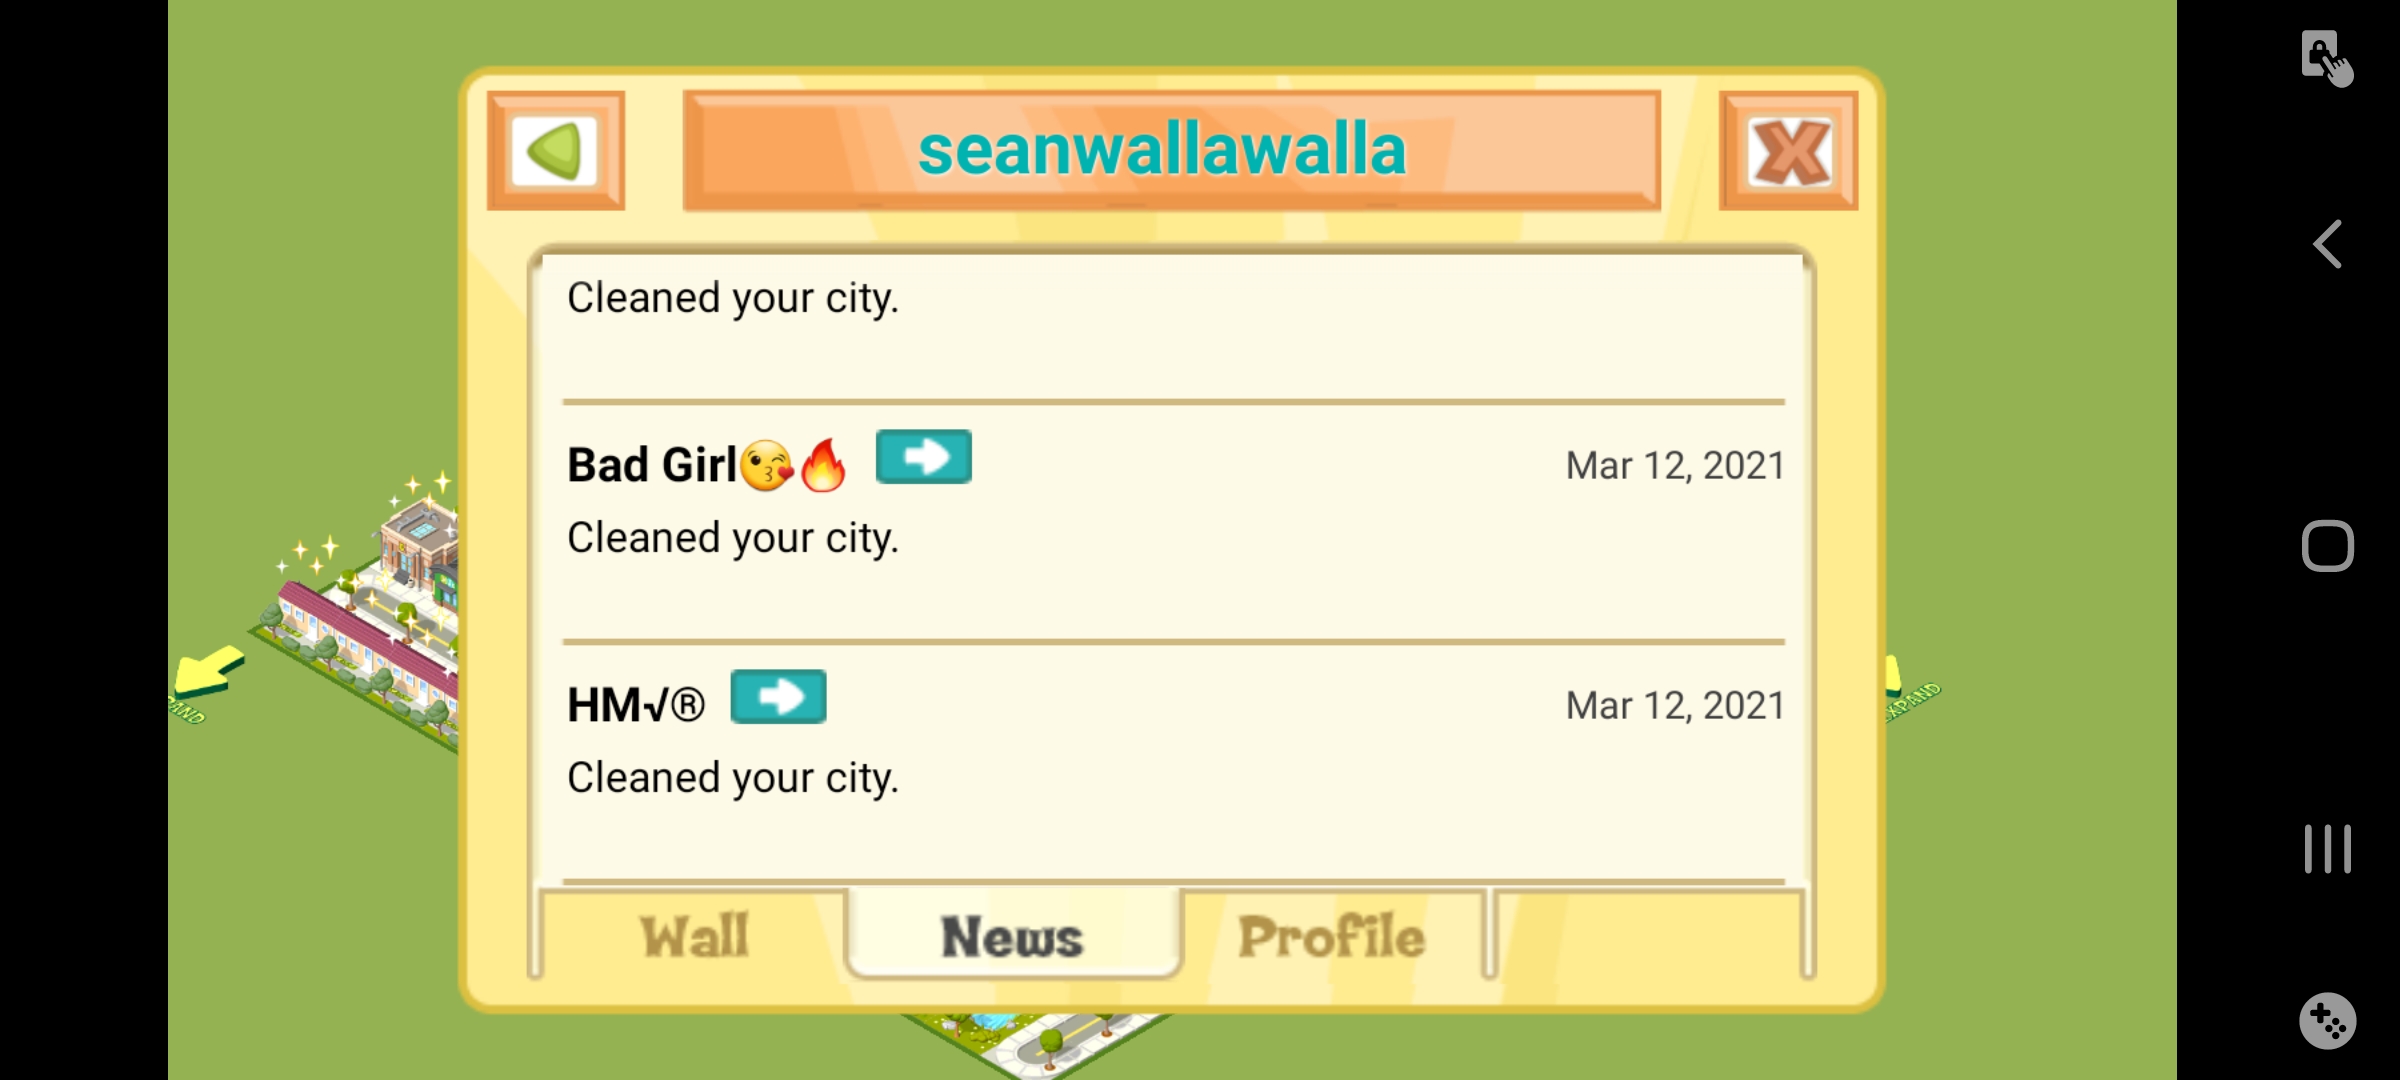 seanwallawalla
Cleaned your city.
Bad Girl😘🔥
Mar 12, 2021
Cleaned your city.
HM√®
Mar 12, 2021
Cleaned your city.
Wall
News
Profile
EXPAND